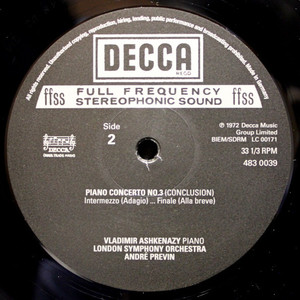 All rights reserved. Unauthorised copying, reproduction, hiring, lending, public performance and broadcasting prohibited. Made in Germany.
DECCA
RECORD
ffss
FULL FREQUENCY
STEREOPHONIC SOUND
ffss
DECCA
Side
2
℗ 1972 Decca Music
Group Limited
BIEM/SDRM LC 00171
33 1/3 RPM
483 0039
PIANO CONCERTO NO.3 (CONCLUSION)
Intermezzo (Adagio) ... Finale (Alla breve)
VLADIMIR ASHKENAZY PIANO
LONDON SYMPHONY ORCHESTRA
ANDRÉ PREVIN